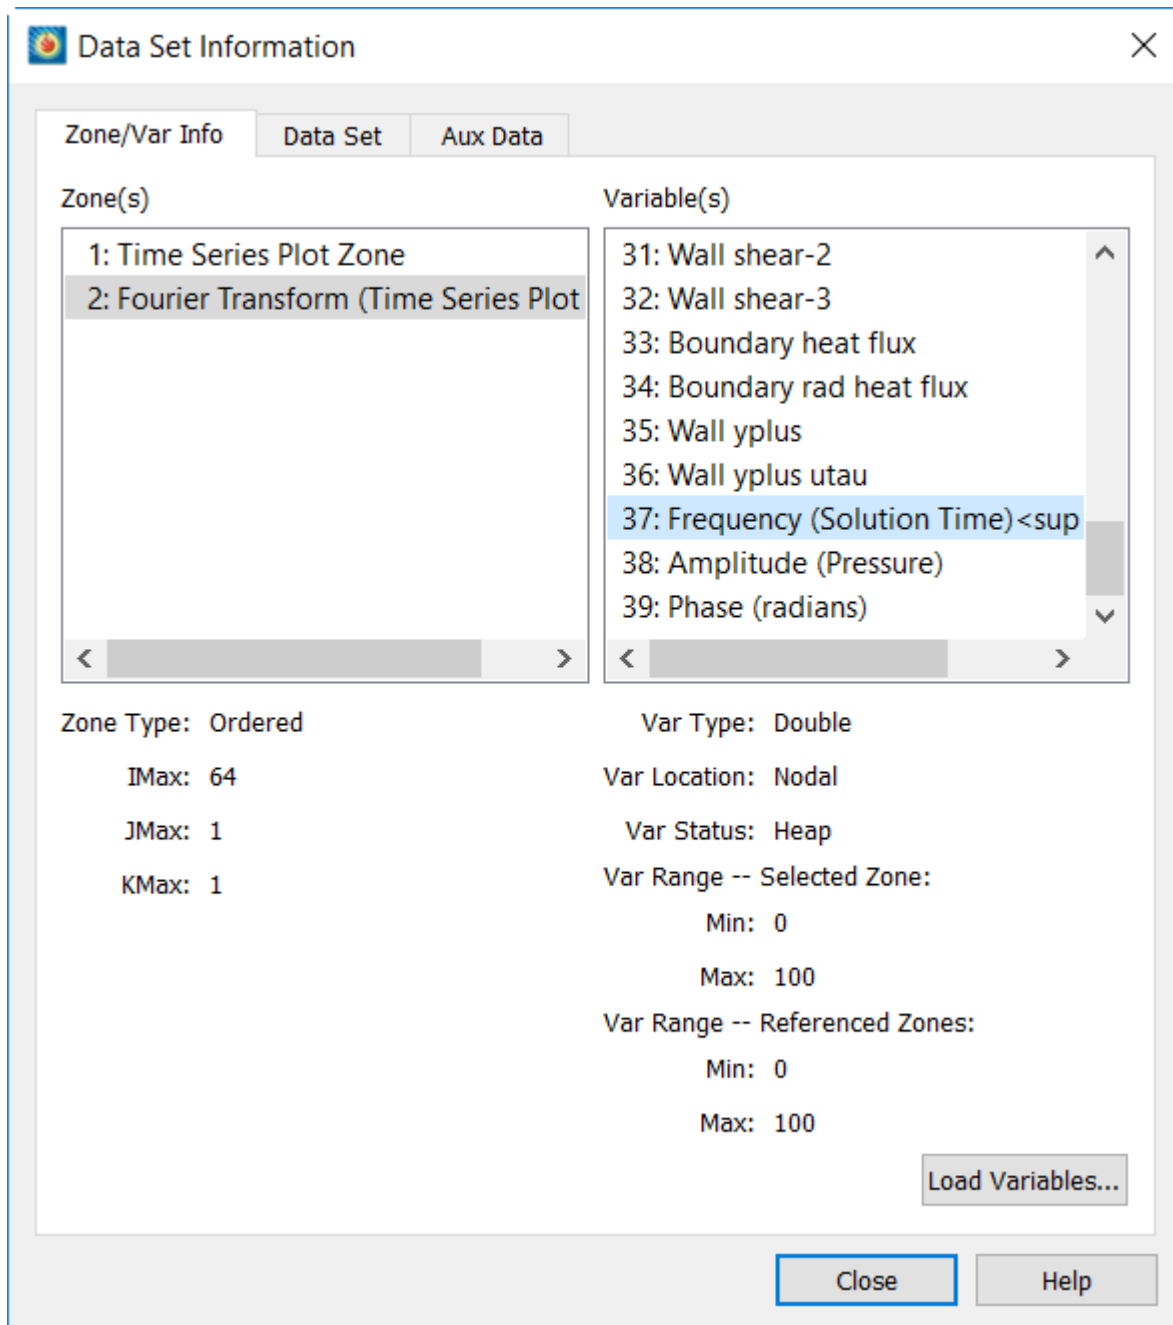 Data Set Information
Zone/Var Info Data Set Aux Data
Zone(s)
1: Time Series Plot Zone
2: Fourier Transform (Time Series Plot
Variable(s)
31: Wall shear-2
32: Wall shear-3
33: Boundary heat flux
34: Boundary rad heat flux
35: Wall yplus
36: Wall yplus utau
37: Frequency (Solution Time)<sup
38: Amplitude (Pressure)
39: Phase (radians)
Zone Type: Ordered
IMax: 64
JMax: 1
KMax: 1
Var Type: Double
Var Location: Nodal
Var Status: Heap
Var Range -- Selected Zone:
Min: 0
Max: 100
Var Range -- Referenced Zones:
Min: 0
Max: 100
Load Variables...
Close Help